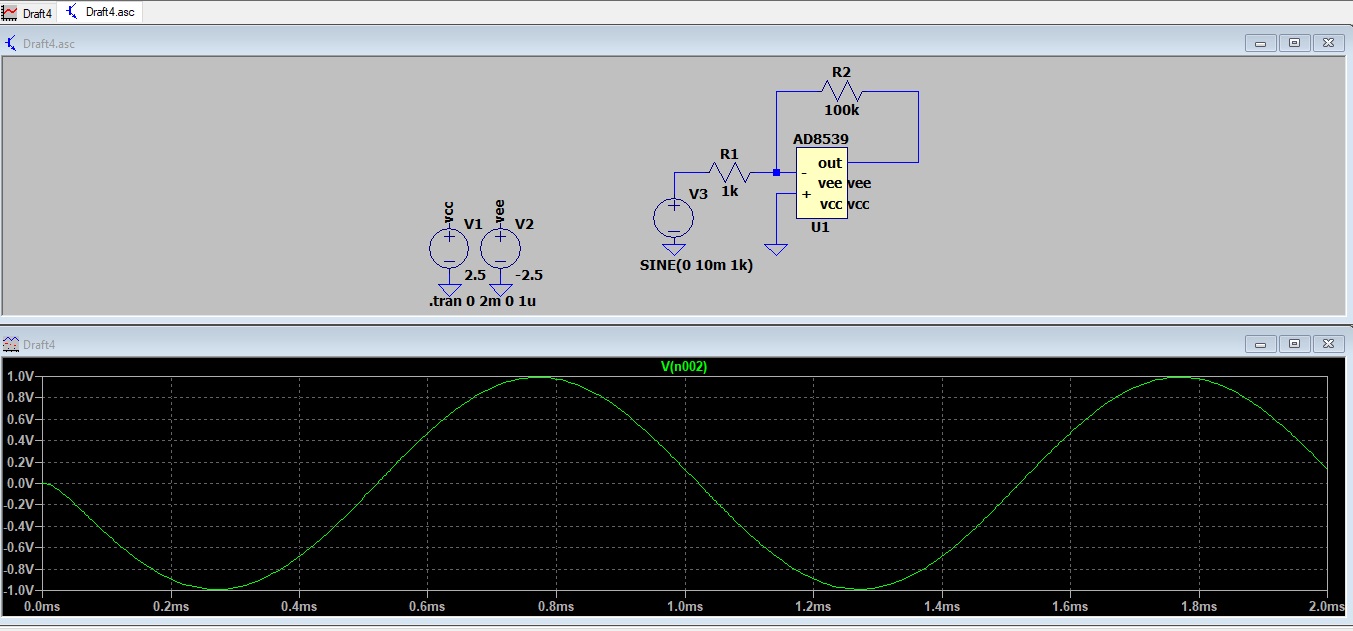 Draft4
Draft4.asc
Draft4.asc
R2
100k
AD8539
R1
1k
out
-
vee vee
+
vcc vcc
U1
V3
SINE(0 10m 1k)
vcc
vee
V1
V2
2.5
-2.5
.tran 0 2m 0 1u
Draft4
V(n002)
1.0V
0.8V
0.6V
0.4V
0.2V
0.0V
-0.2V
-0.4V
-0.6V
-0.8V
-1.0V
0.0ms 0.2ms 0.4ms 0.6ms 0.8ms 1.0ms 1.2ms 1.4ms 1.6ms 1.8ms 2.0ms